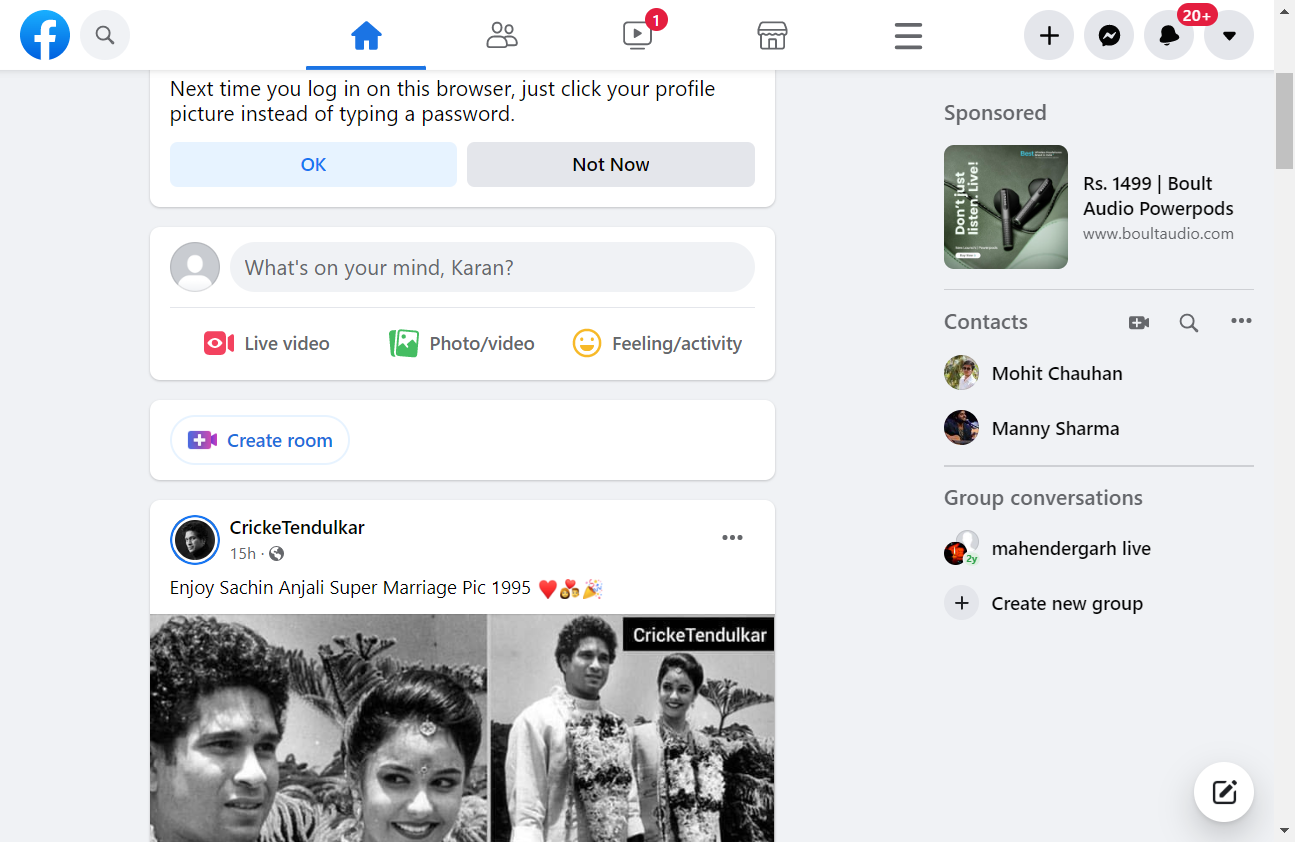 1
20+
Next time you log in on this browser, just click your profile
picture instead of typing a password.
OK
Not Now
What's on your mind, Karan?
Live video
Photo/video
Feeling/activity
Create room
CrickeTendulkar
15h ·
Enjoy Sachin Anjali Super Marriage Pic 1995 ❤️💏🎉
CrickeTendulkar
Sponsored
Don't just
listen. Live!
Rs. 1499 | Boult
Audio Powerpods
www.boultaudio.com
Contacts
Mohit Chauhan
Manny Sharma
Group conversations
2y
mahendergarh live
Create new group